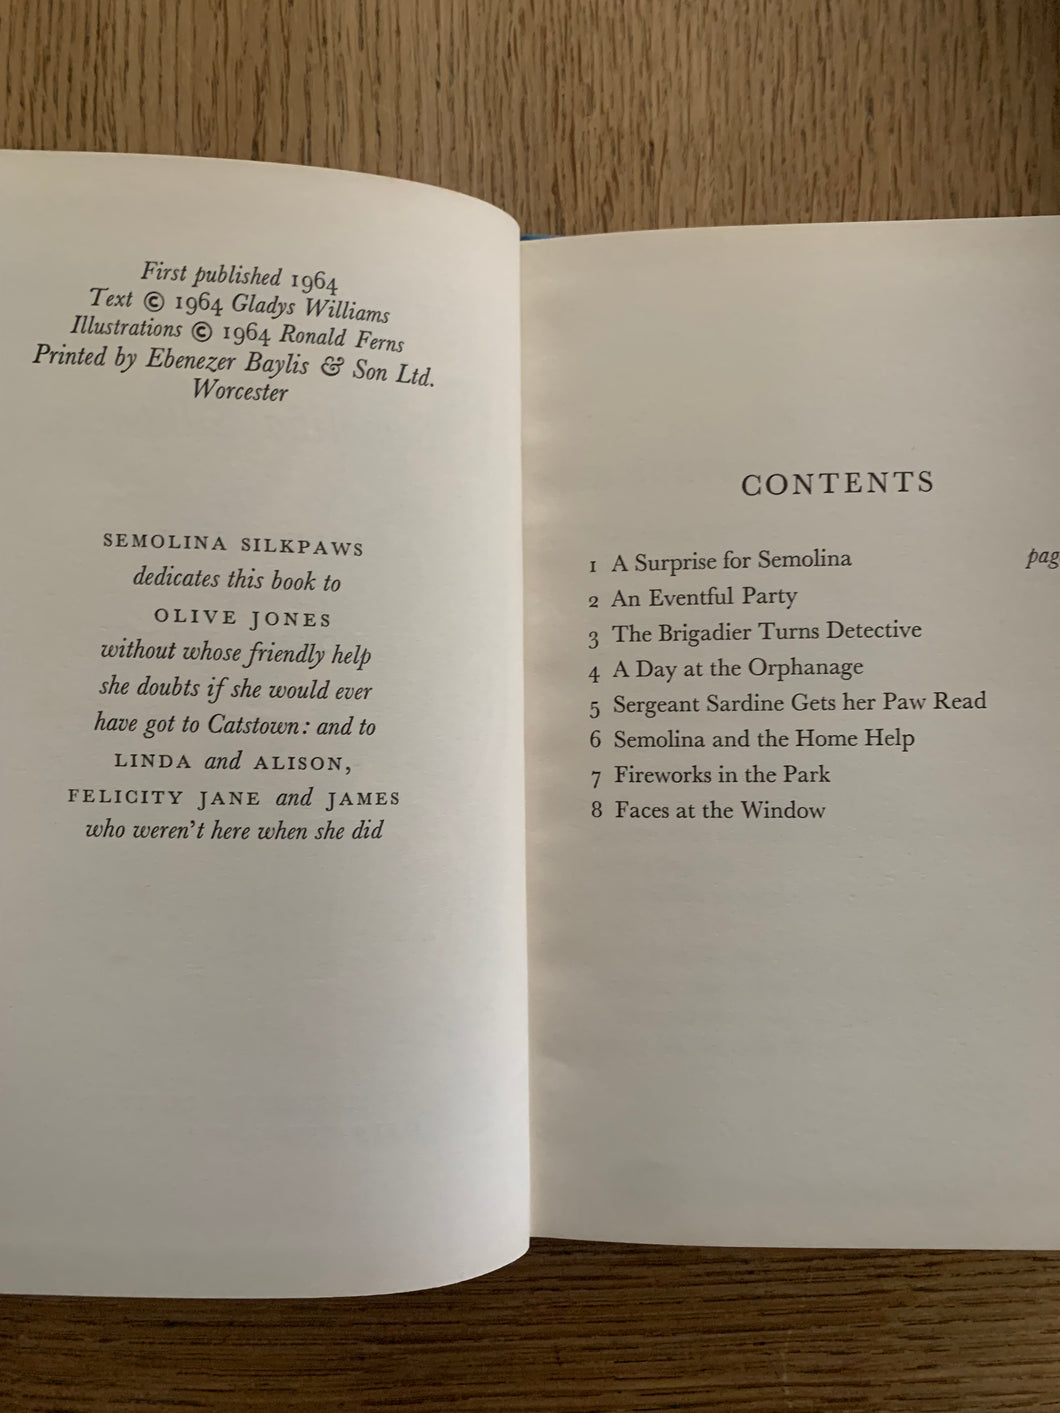 First published 1964
Text © 1964 Gladys Williams
Illustrations © 1964 Ronald Ferns
Printed by Ebenezer Baylis & Son Ltd.
Worcester
SEMOLINA SILKPAWS
dedicates this book to
OLIVE JONES
without whose friendly help
she doubts if she would ever
have got to Catstown: and to
LINDA and ALISON,
FELICITY JANE and JAMES
who weren't here when she did
CONTENTS
pag
1 A Surprise for Semolina
2 An Eventful Party
3 The Brigadier Turns Detective
4 A Day at the Orphanage
5 Sergeant Sardine Gets her Paw Read
6 Semolina and the Home Help
7 Fireworks in the Park
8 Faces at the Window